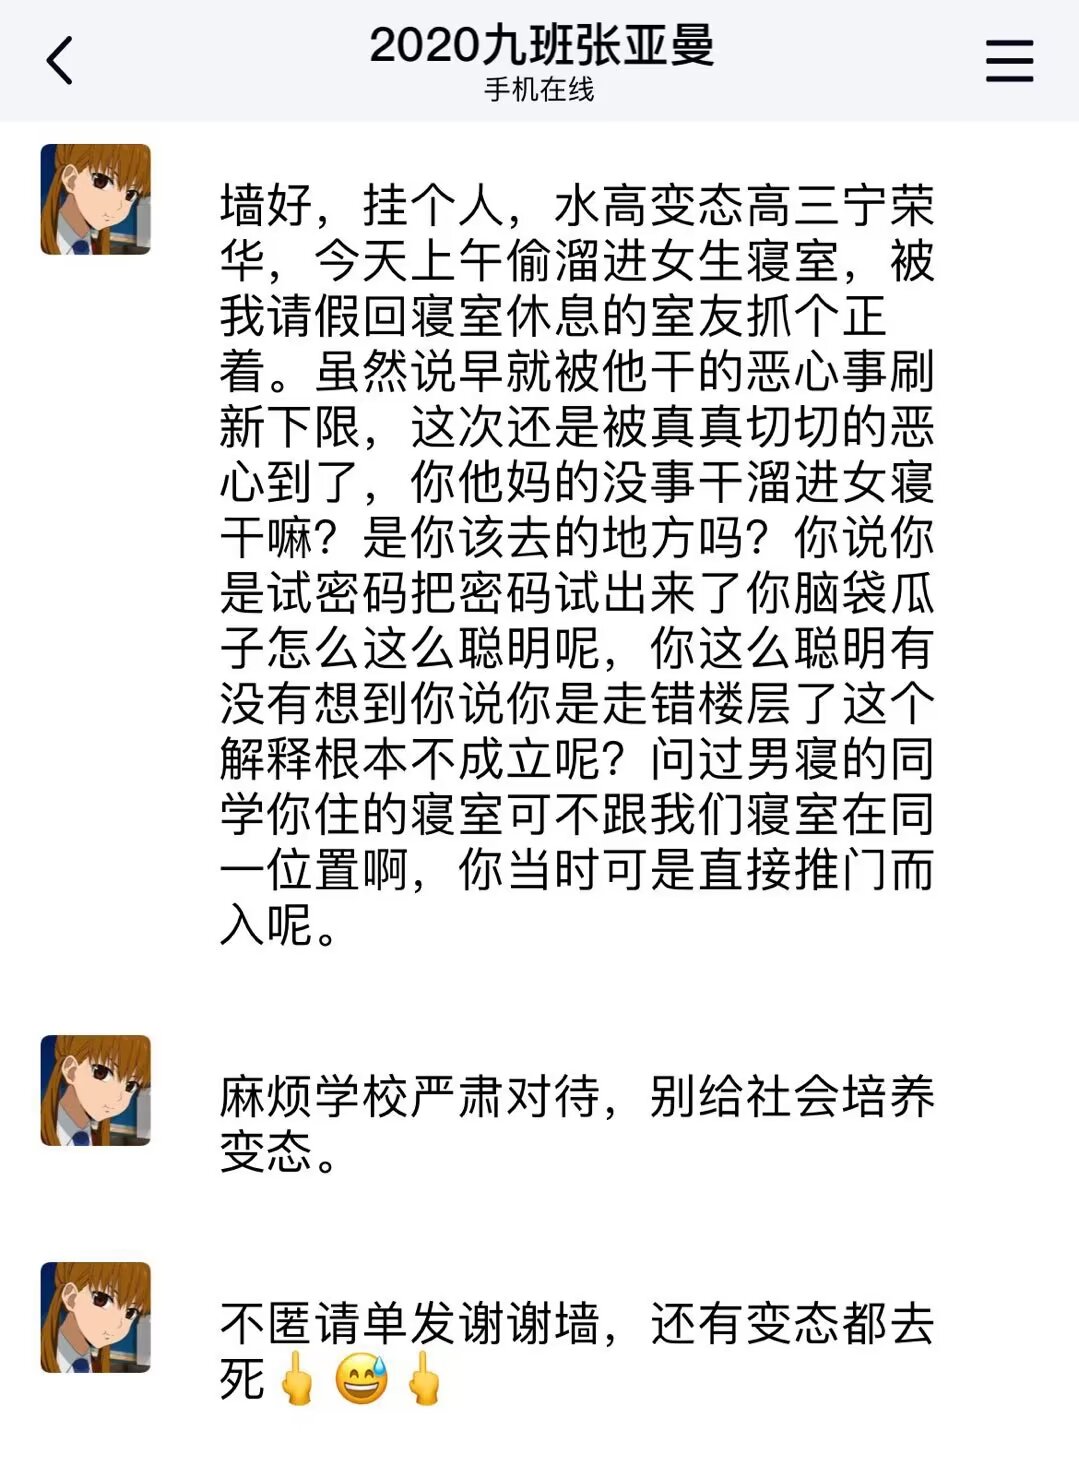 2020九班张亚曼
手机在线
墙好，挂个人，水高变态高三宁荣
华，今天上午偷溜进女生寝室，被
我请假回寝室休息的室友抓个正
着。虽然说早就被他干的恶心事刷
新下限，这次还是被真真切切的恶
心到了，你他妈的没事干溜进女寝
干嘛？是你该去的地方吗？你说你
是试密码把密码试出来了你脑袋瓜
子怎么这么聪明呢，你这么聪明有
没有想到你说你是走错楼层了这个
解释根本不成立呢？问过男寝的同
学你住的寝室可不跟我们寝室在同
一位置啊，你当时可是直接推门而
入呢。
麻烦学校严肃对待，别给社会培养
变态。
不匿请单发谢谢墙，还有变态都去
死🖕😅🖕